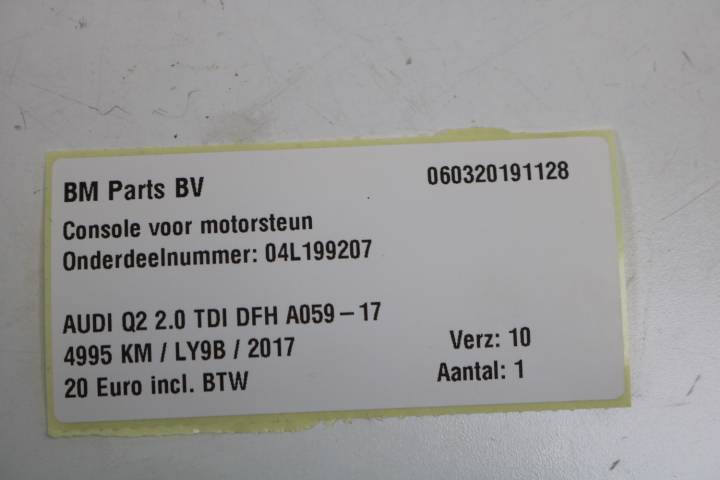 BM Parts BV 060320191128
Console voor motorsteun
Onderdeelnummer: 04L199207
AUDI Q2 2.0 TDI DFH A059-17
4995 KM / LY9B / 2017 Verz: 10
20 Euro incl. BTW Aantal: 1